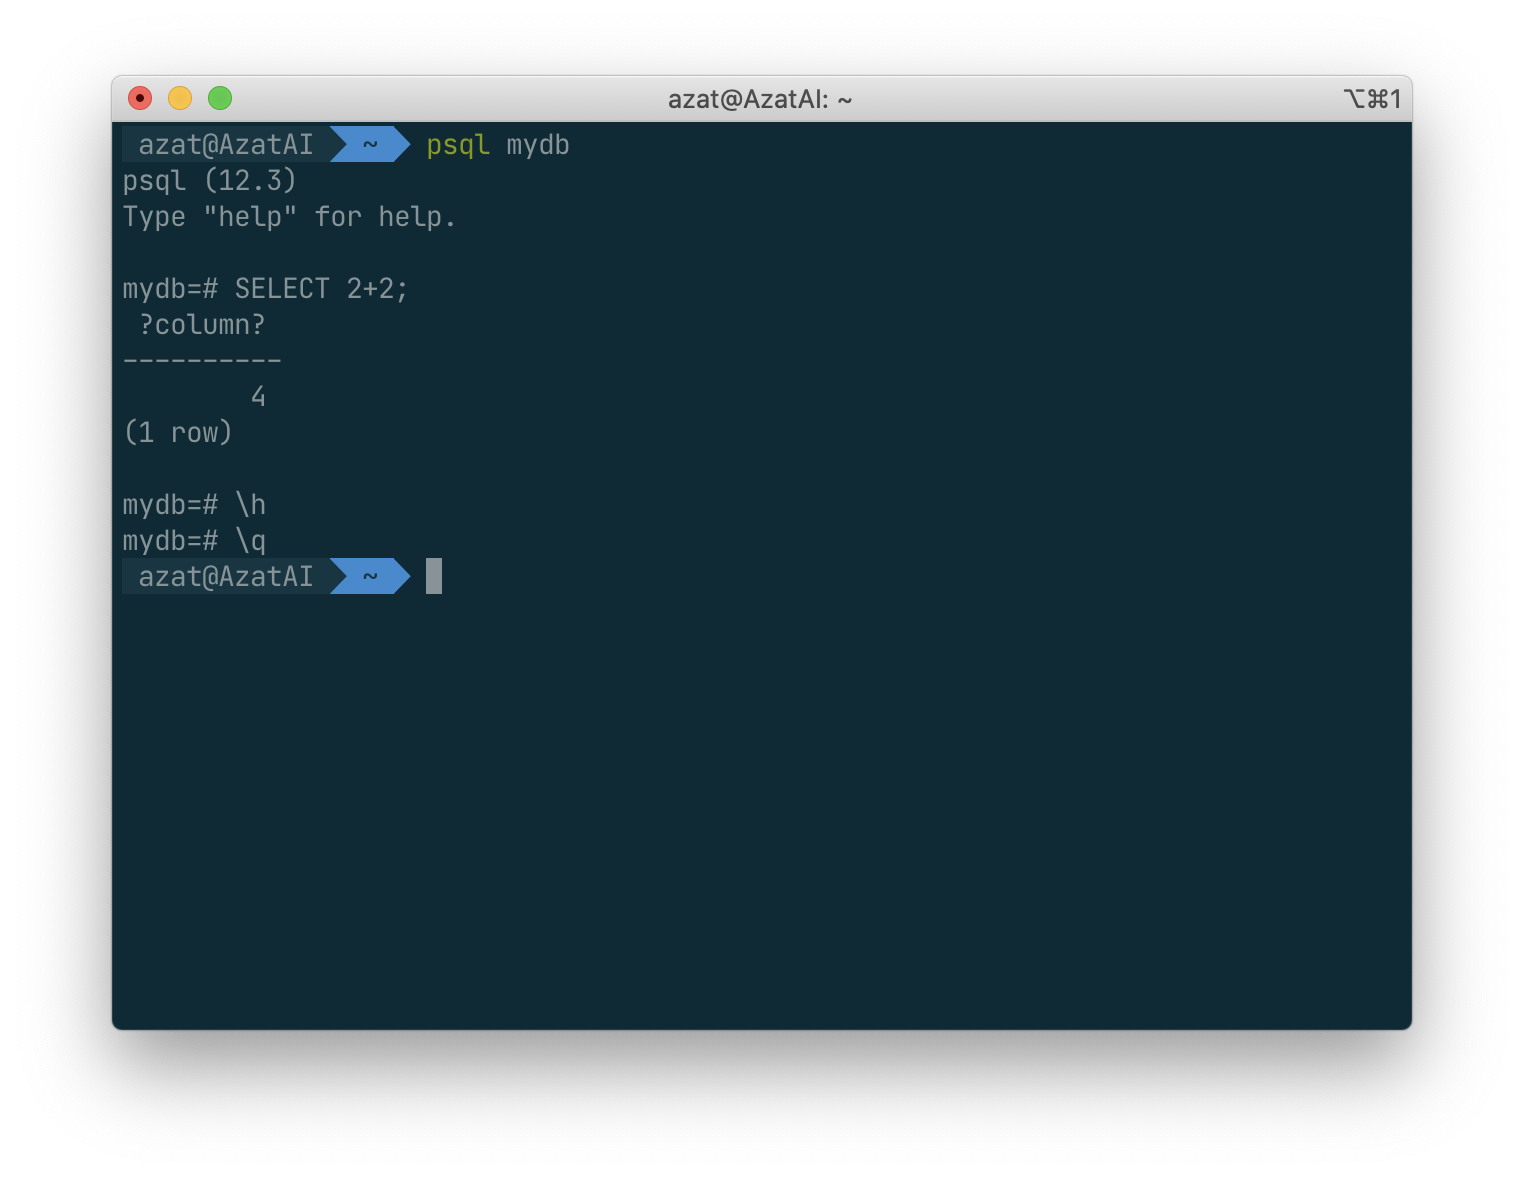 azat@AzatAI: ~
⌥⌘1
azat@AzatAI ~ psql mydb
psql (12.3)
Type "help" for help.
mydb=# SELECT 2+2;
 ?column?
----------
        4
(1 row)
mydb=# \h
mydb=# \q
azat@AzatAI ~